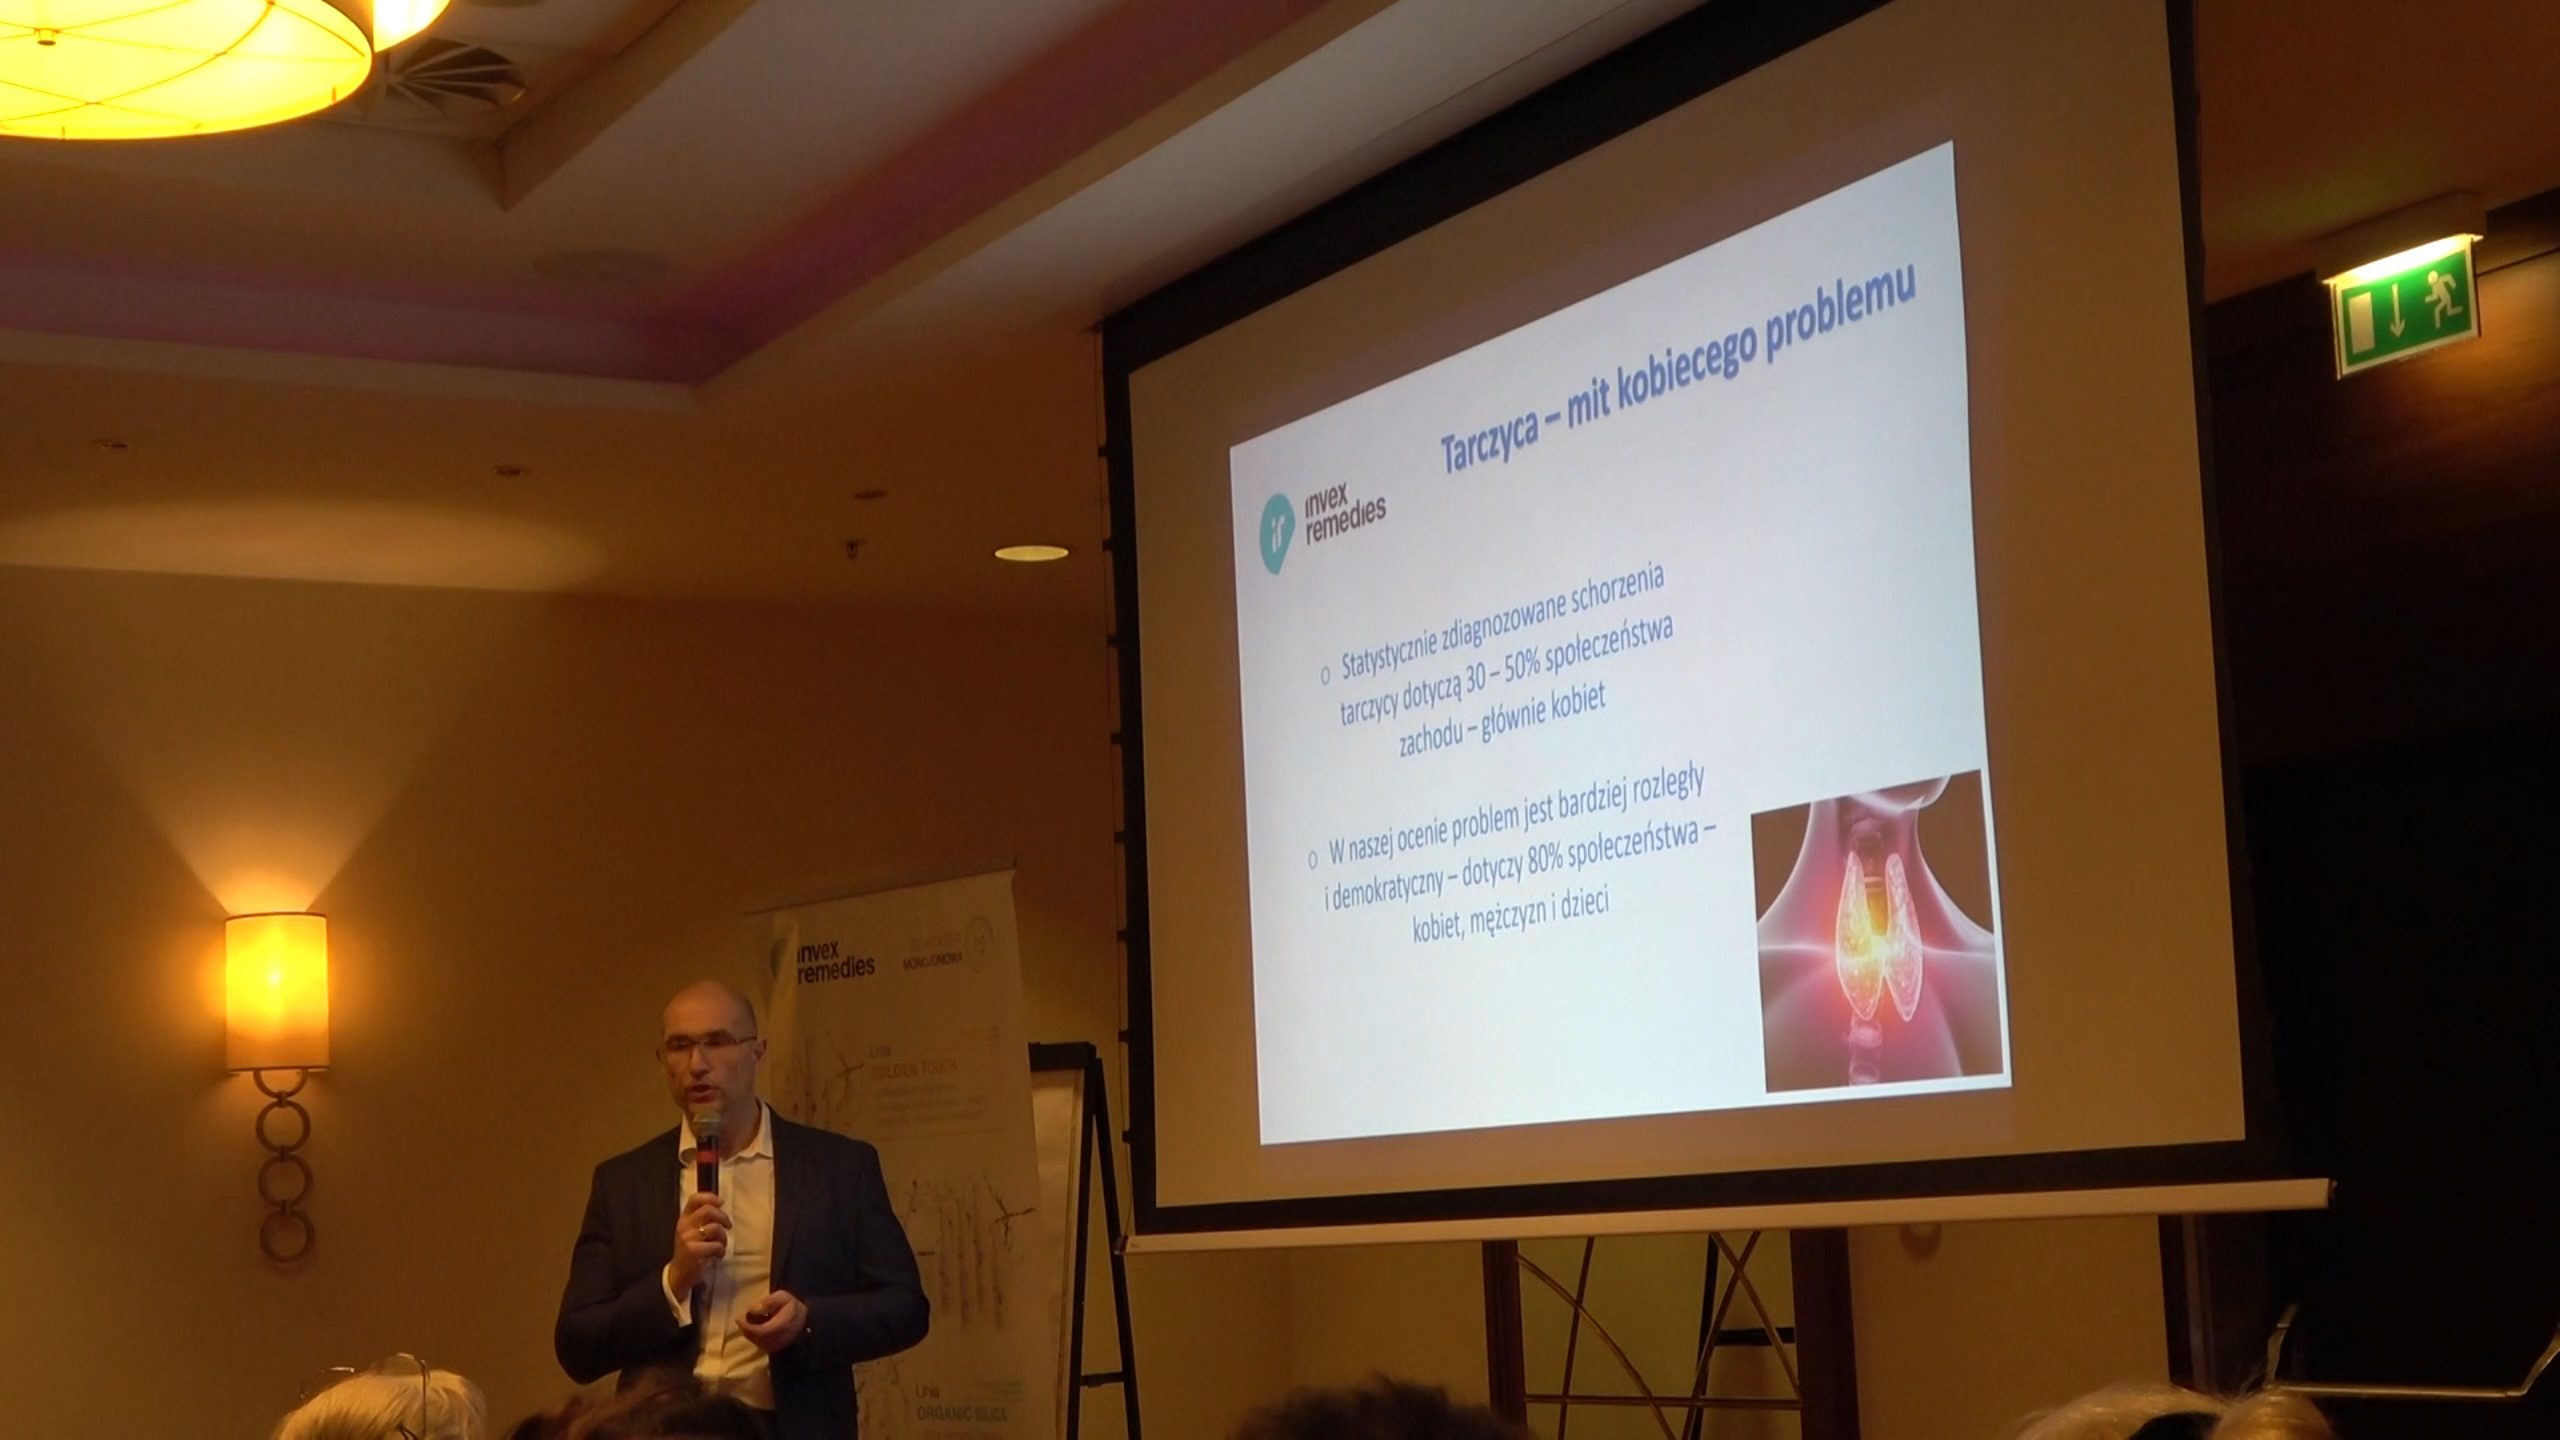 Tarczyca – mit kobiecego problemu
invex
remedies
○ Statystycznie zdiagnozowane schorzenia
tarczycy dotyczą 30 – 50% społeczeństwa
zachodu – głównie kobiet
○ W naszej ocenie problem jest bardziej rozległy
i demokratyczny – dotyczy 80% społeczeństwa –
kobiet, mężczyzn i dzieci
invex
remedies
MONOJONOWA
Linia
GOLDEN TOUCH
Linia
ORGANIC SILICA